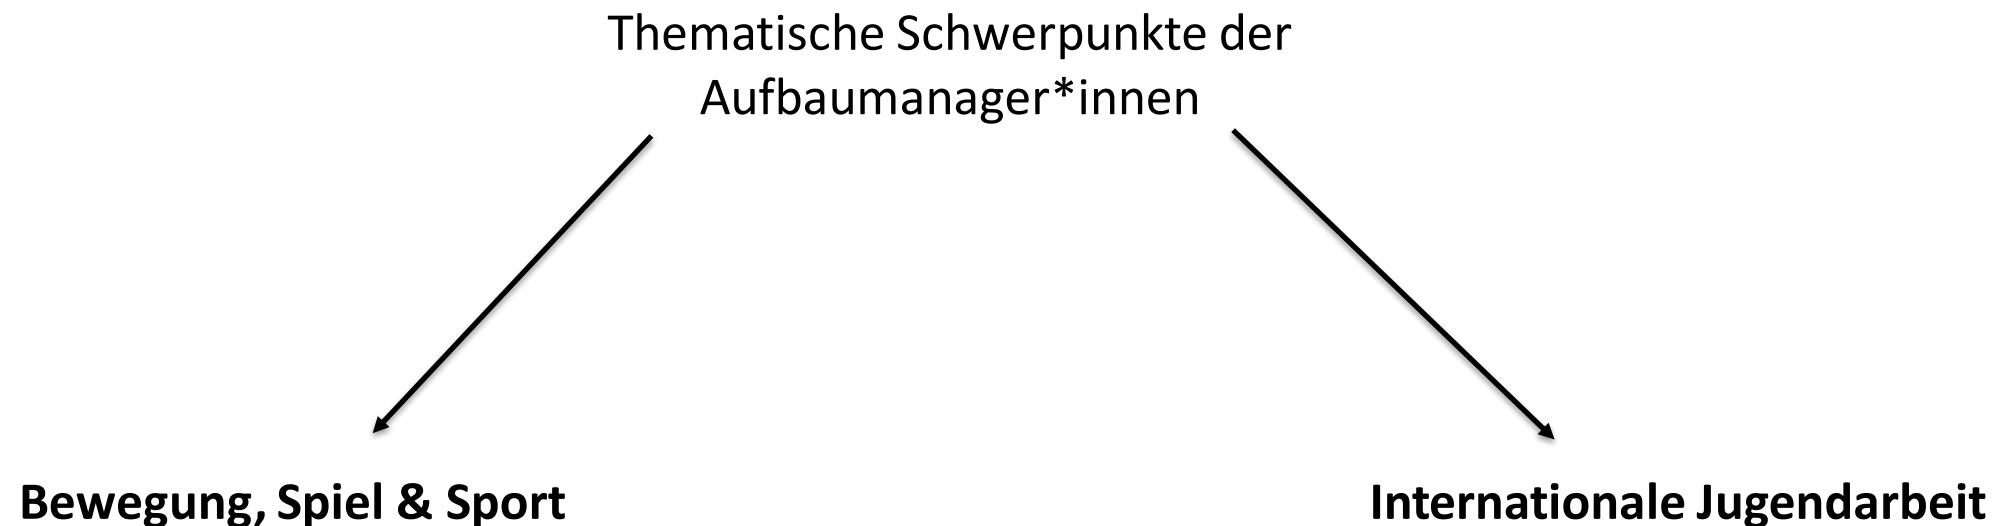 Thematische Schwerpunkte der
Aufbaumanager*innen
Bewegung, Spiel & Sport
Internationale Jugendarbeit